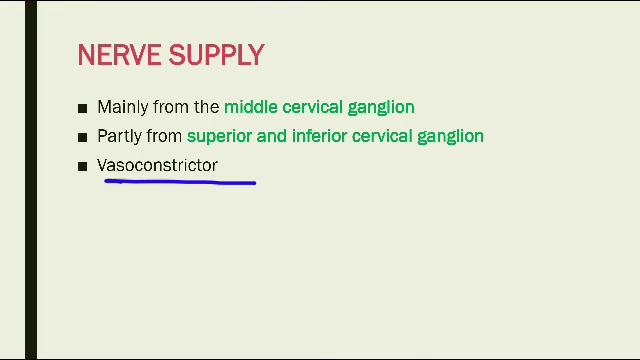 NERVE SUPPLY
■ Mainly from the middle cervical ganglion
■ Partly from superior and inferior cervical ganglion
■ Vasoconstrictor